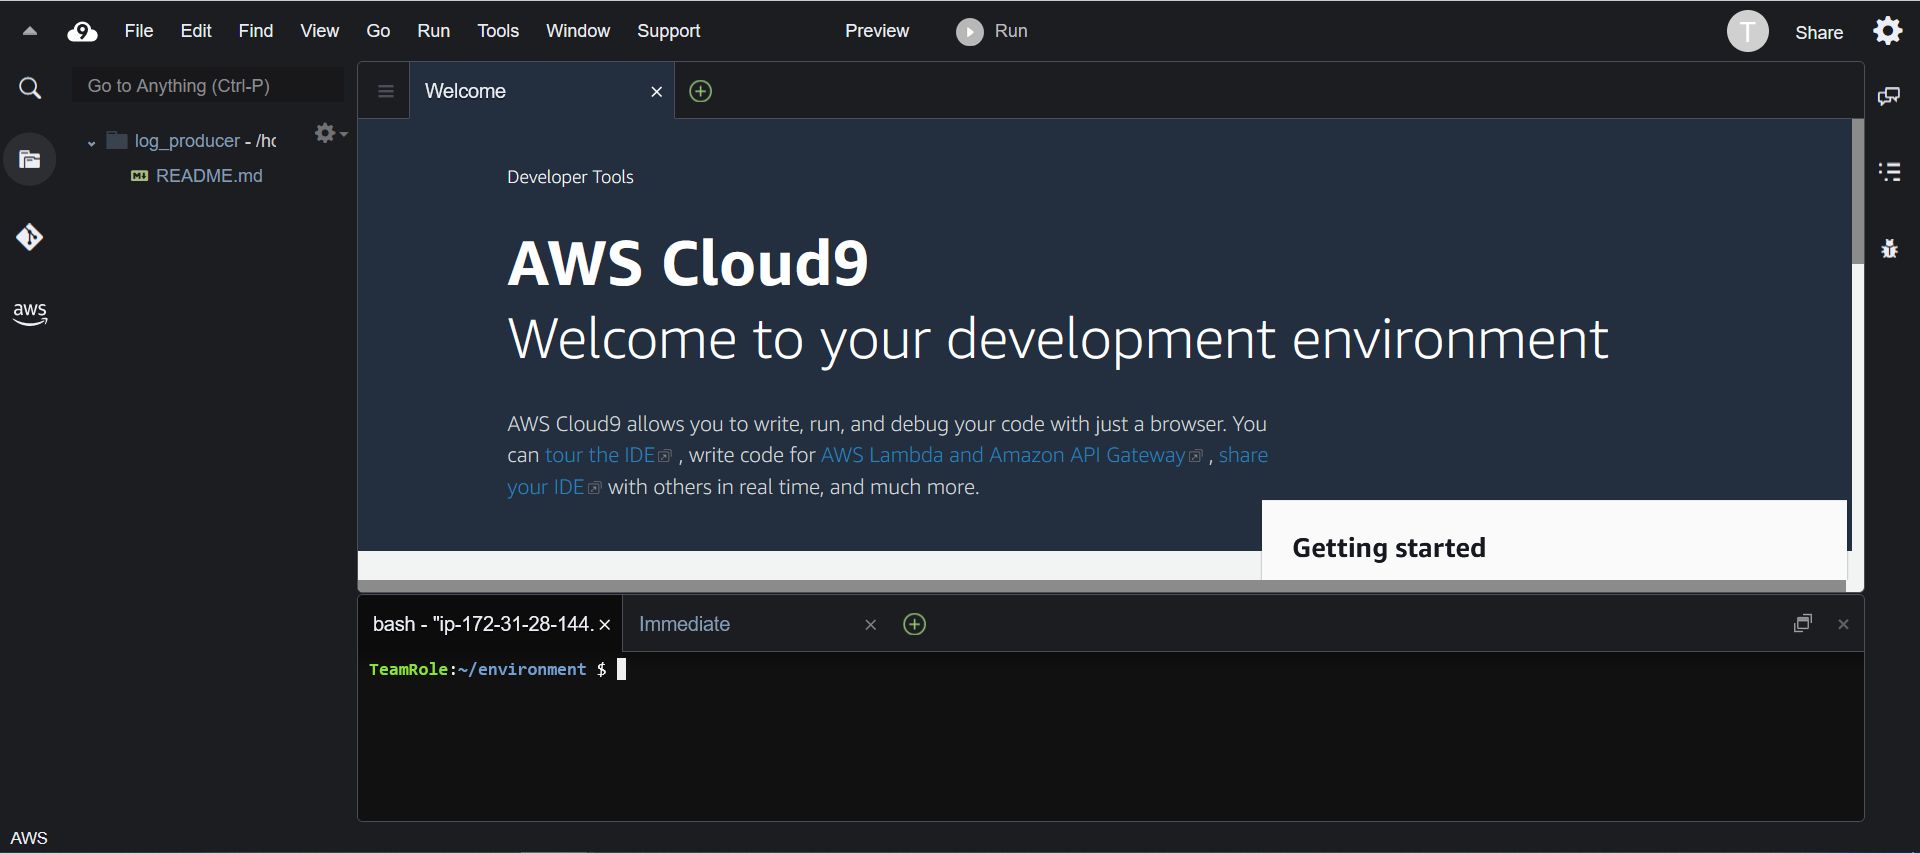 9 File Edit Find View Go Run Tools Window Support Preview Run T Share
Go to Anything (Ctrl-P)
Welcome
log_producer - /hc
README.md
aws
Developer Tools
AWS Cloud9
Welcome to your development environment
AWS Cloud9 allows you to write, run, and debug your code with just a browser. You
can tour the IDE , write code for AWS Lambda and Amazon API Gateway , share
your IDE with others in real time, and much more.
Getting started
bash - "ip-172-31-28-144. Immediate
TeamRole:~/environment $
AWS